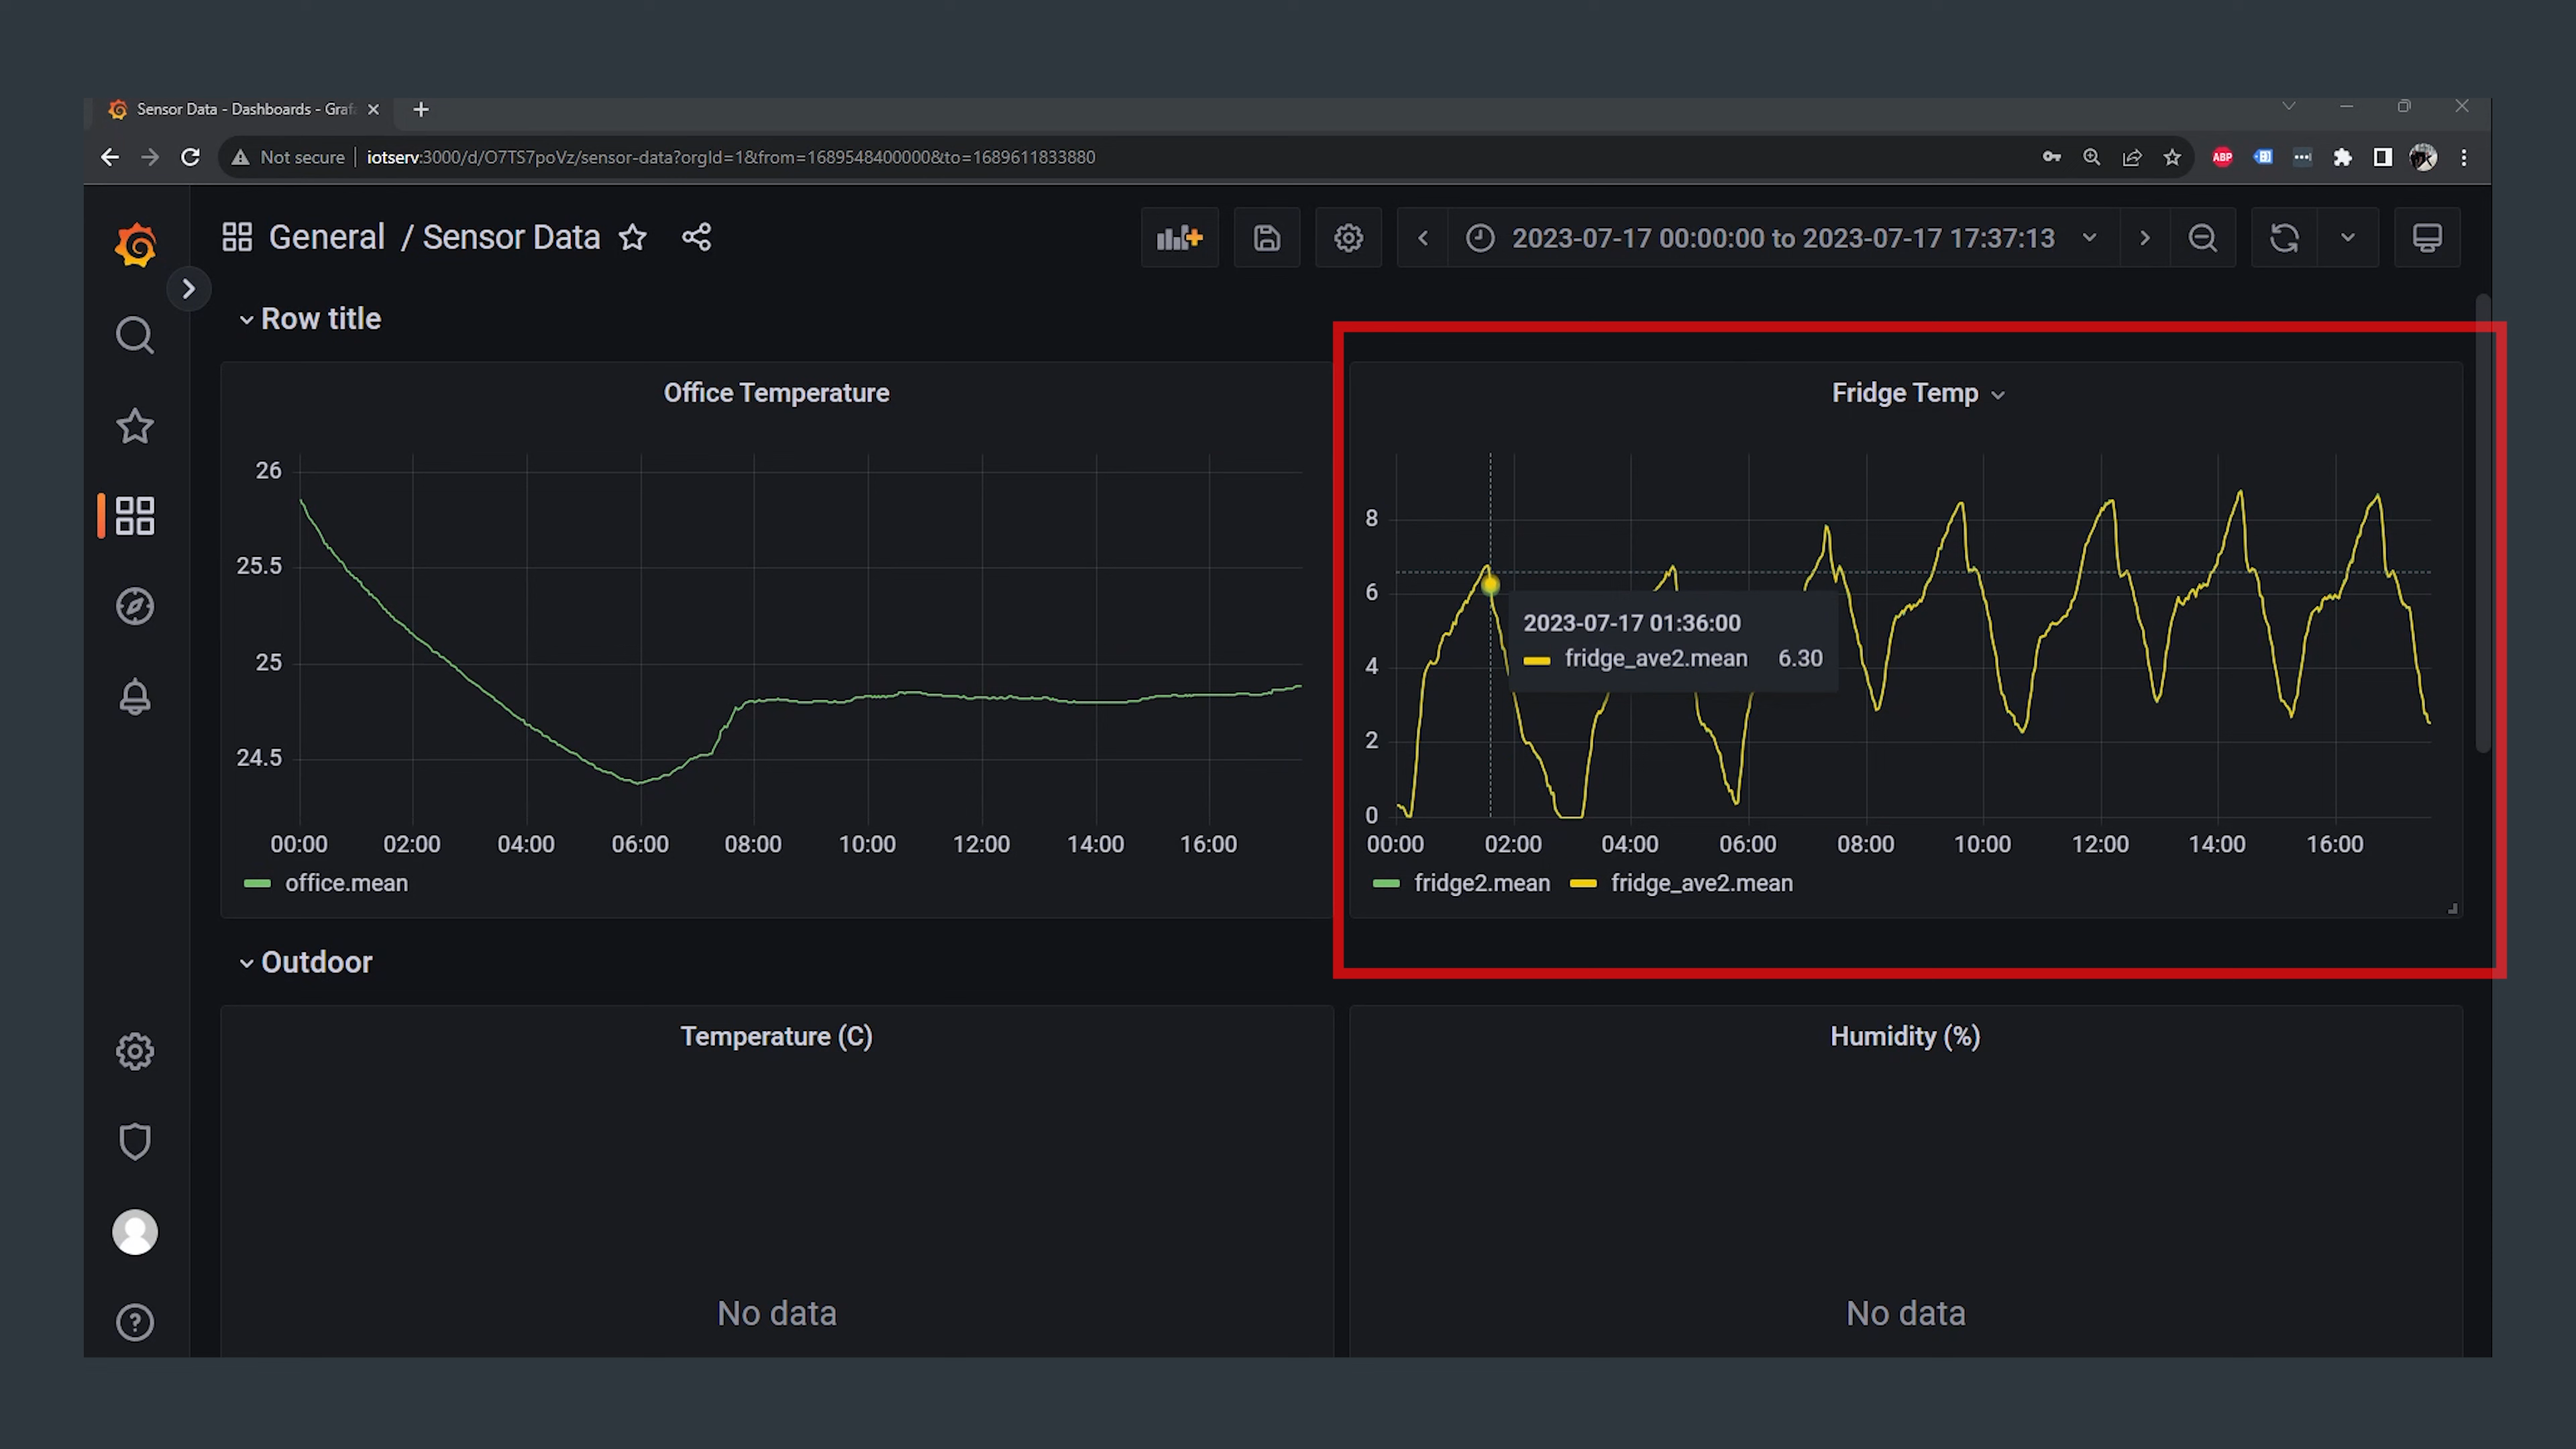 Sensor Data - Dashboards - Grafa
Not secure
iotserv:3000/d/O7TS7poVz/sensor-data?orgId=1&from=1689548400000&to=1689611833880
ABP
General / Sensor Data
2023-07-17 00:00:00 to 2023-07-17 17:37:13
Row title
Office Temperature
26
25.5
25
24.5
00:00 02:00 04:00 06:00 08:00 10:00 12:00 14:00 16:00
office.mean
Fridge Temp
8
6
4
2
0
2023-07-17 01:36:00
fridge_ave2.mean 6.30
00:00 02:00 04:00 06:00 08:00 10:00 12:00 14:00 16:00
fridge2.mean fridge_ave2.mean
Outdoor
Temperature (C)
No data
Humidity (%)
No data